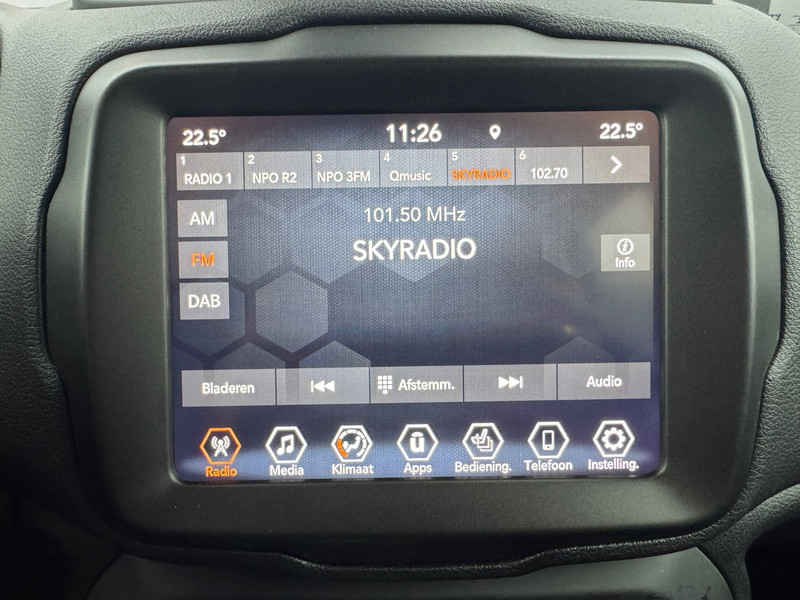 22.5° 11:26 22.5°
1 2 3 4 5 6
RADIO 1 NPO R2 NPO 3FM Qmusic SKYRADIO 102.70
AM 101.50 MHz
SKYRADIO
FM Info
DAB
Bladeren Afstemm. Audio
Radio Media Klimaat Apps Bediening. Telefoon Instelling.